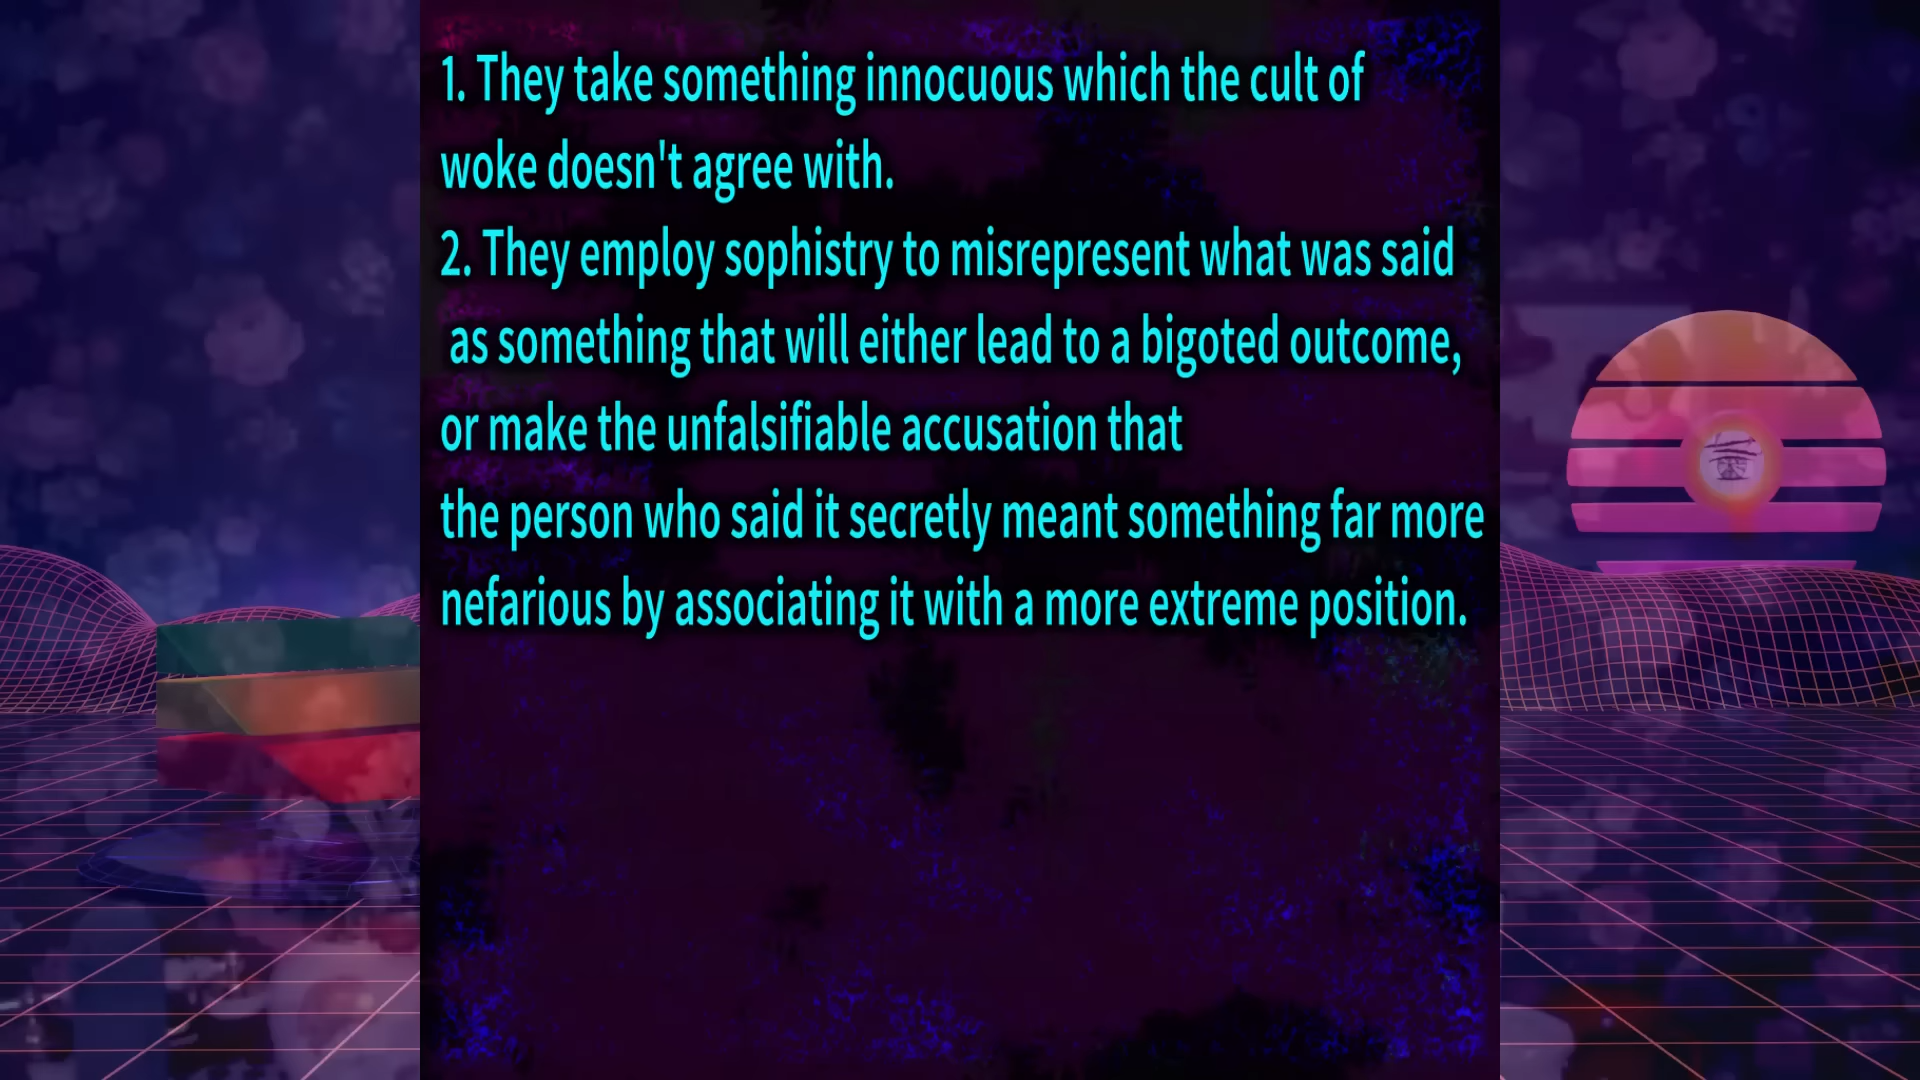 1. They take something innocuous which the cult of
woke doesn't agree with.
2. They employ sophistry to misrepresent what was said
as something that will either lead to a bigoted outcome,
or make the unfalsifiable accusation that
the person who said it secretly meant something far more
nefarious by associating it with a more extreme position.